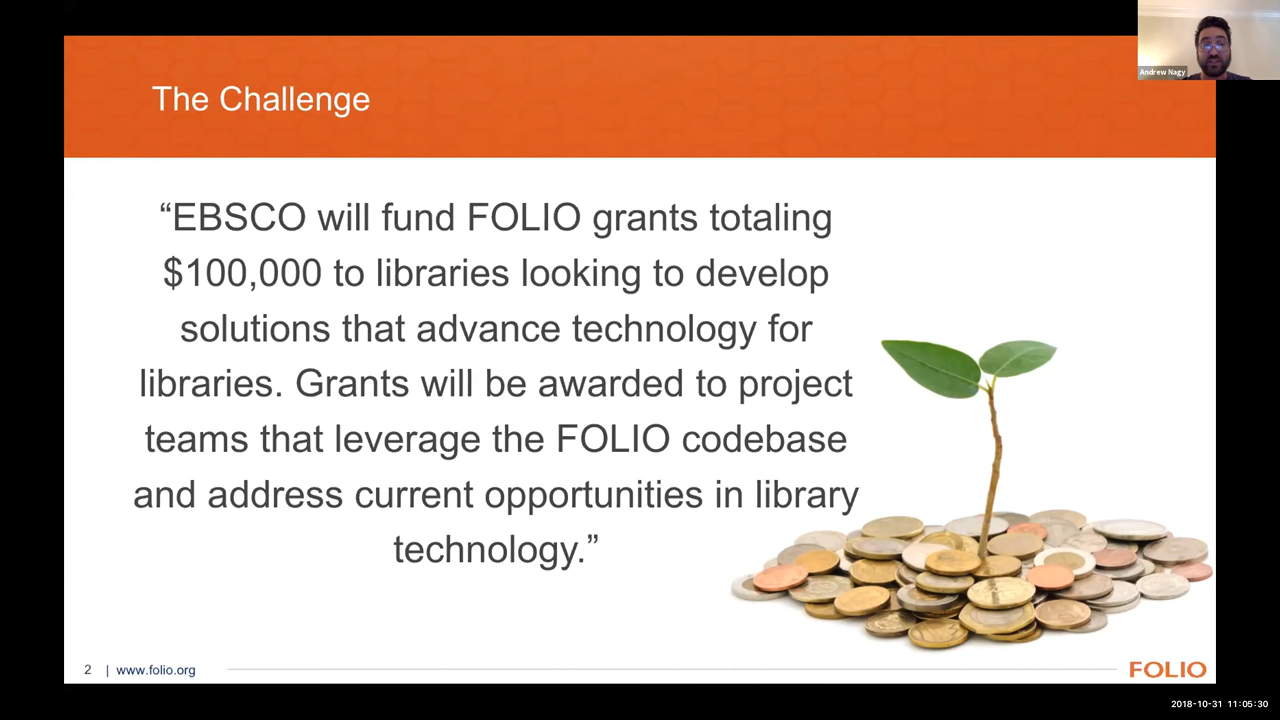 Andrew Nagy
The Challenge
“EBSCO will fund FOLIO grants totaling
$100,000 to libraries looking to develop
solutions that advance technology for
libraries. Grants will be awarded to project
teams that leverage the FOLIO codebase
and address current opportunities in library
technology.”
2 | www.folio.org
FOLIO
2018-10-31 11:05:30